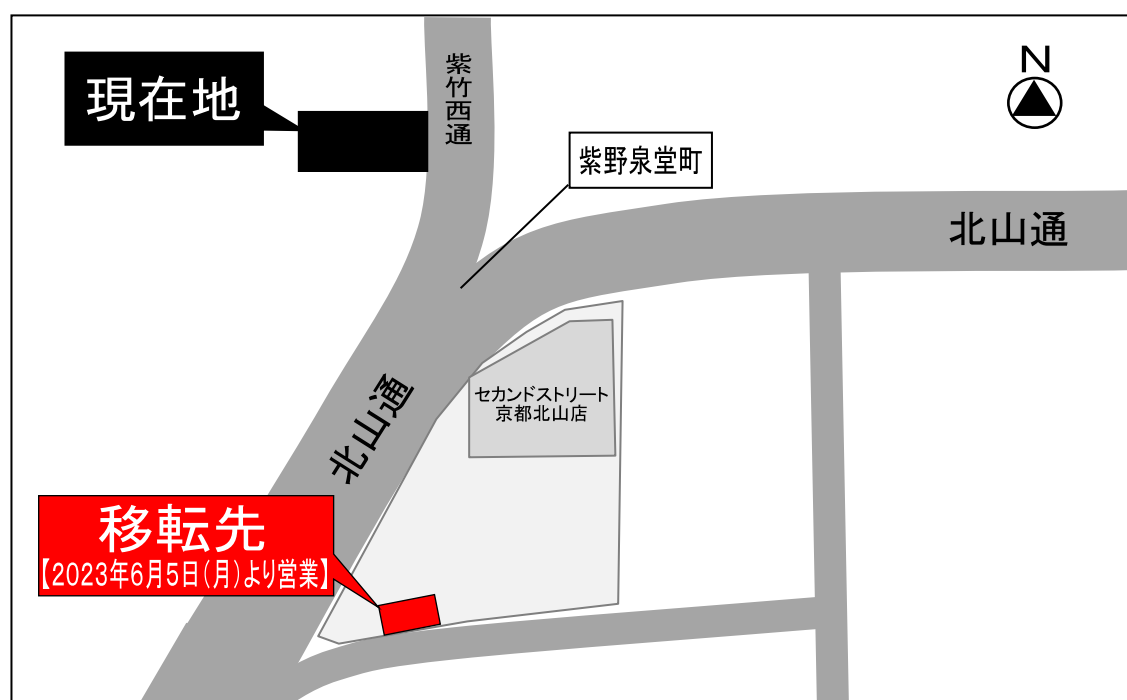 N
現在地
紫竹西通
紫野泉堂町
北山通
セカンドストリート
京都北山店
北山通
移転先
【2023年6月5日(月)より営業】